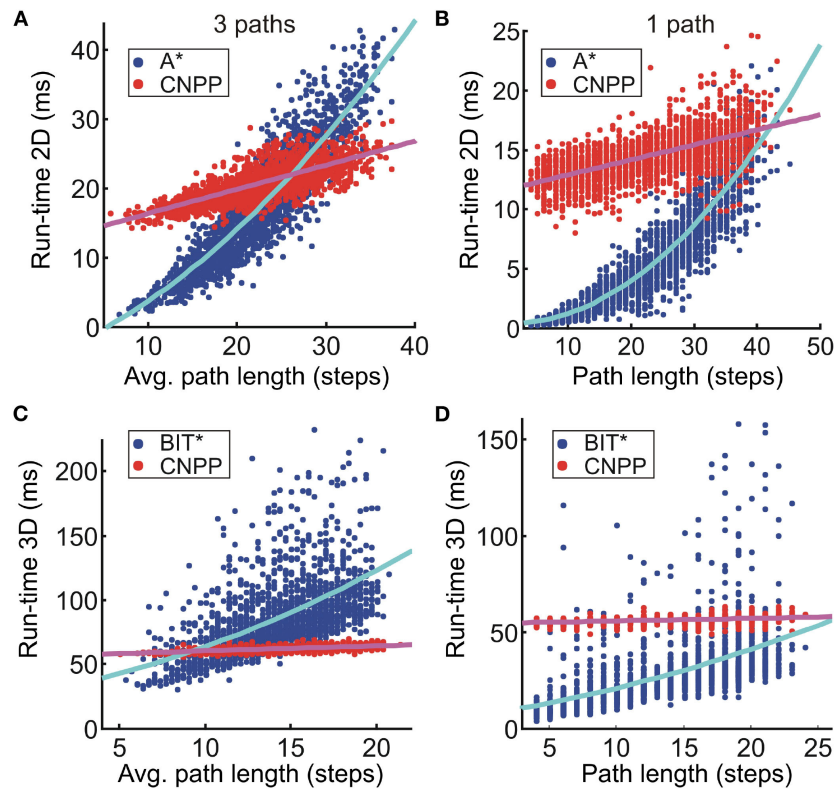 A
3 paths
A*
CNPP
Run-time 2D (ms)
40
30
20
10
0
10
20
30
40
Avg. path length (steps)
B
1 path
A*
CNPP
Run-time 2D (ms)
25
20
15
10
5
0
10
20
30
40
50
Path length (steps)
C
BIT*
CNPP
Run-time 3D (ms)
200
150
100
50
0
5
10
15
20
Avg. path length (steps)
D
BIT*
CNPP
Run-time 3D (ms)
150
100
50
0
5
10
15
20
25
Path length (steps)